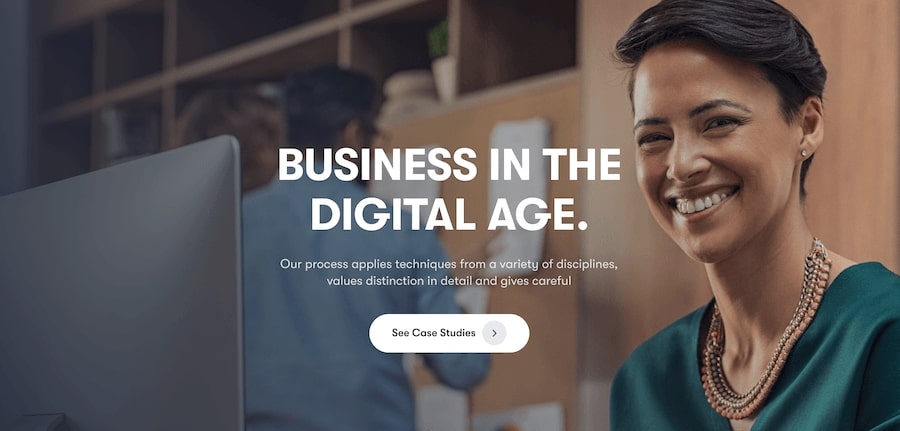 BUSINESS IN THE
DIGITAL AGE.
Our process applies techniques from a variety of disciplines,
values distinction in detail and gives careful
See Case Studies